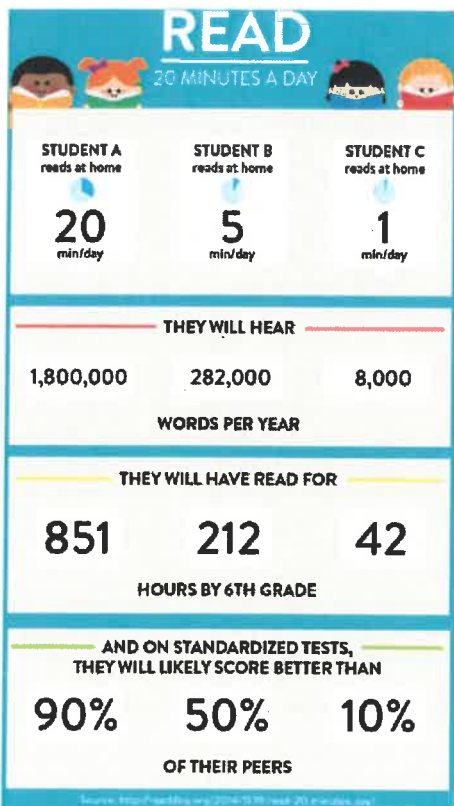 READ
20 MINUTES A DAY
STUDENT A
reads at home
20
min/day
STUDENT B
reads at home
5
min/day
STUDENT C
reads at home
1
min/day
THEY WILL HEAR
1,800,000 282,000 8,000
WORDS PER YEAR
THEY WILL HAVE READ FOR
851 212 42
HOURS BY 6TH GRADE
AND ON STANDARDIZED TESTS,
THEY WILL LIKELY SCORE BETTER THAN
90% 50% 10%
OF THEIR PEERS